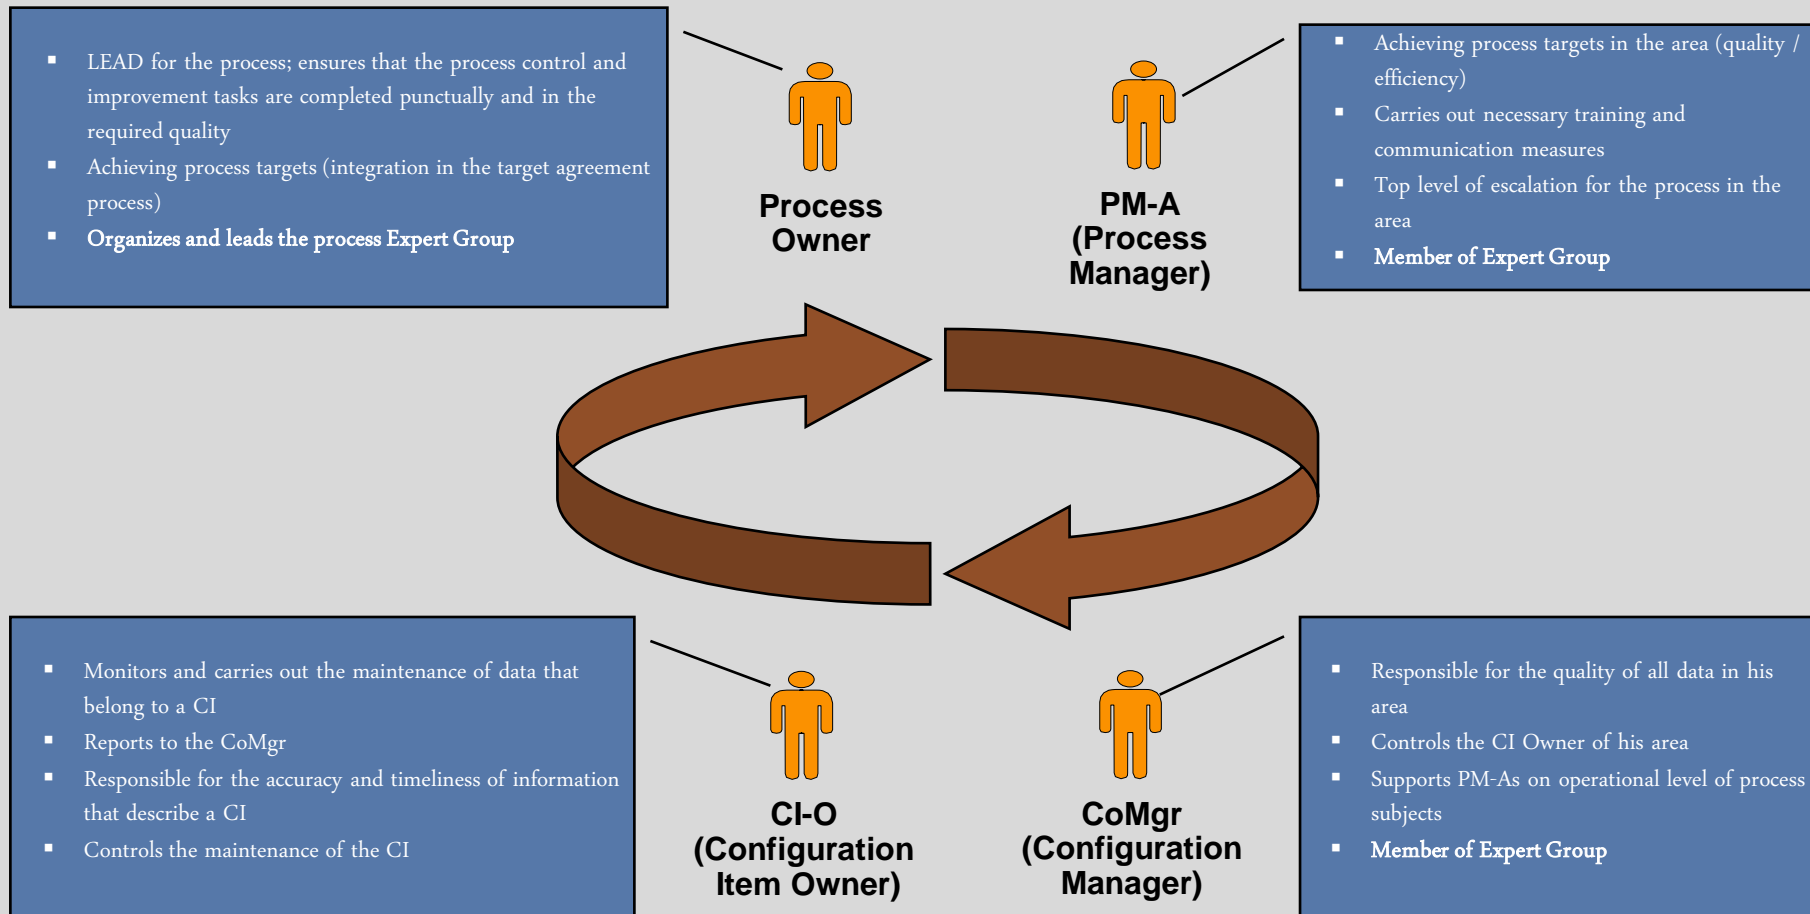 ▪ LEAD for the process; ensures that the process control and
improvement tasks are completed punctually and in the
required quality
▪ Achieving process targets (integration in the target agreement
process)
▪ Organizes and leads the process Expert Group
Process
Owner
PM-A
(Process
Manager)
▪ Achieving process targets in the area (quality /
efficiency)
▪ Carries out necessary training and
communication measures
▪ Top level of escalation for the process in the
area
▪ Member of Expert Group
▪ Monitors and carries out the maintenance of data that
belong to a CI
▪ Reports to the CoMgr
▪ Responsible for the accuracy and timeliness of information
that describe a CI
▪ Controls the maintenance of the CI
CI-O
(Configuration
Item Owner)
CoMgr
(Configuration
Manager)
▪ Responsible for the quality of all data in his
area
▪ Controls the CI Owner of his area
▪ Supports PM-As on operational level of process
subjects
▪ Member of Expert Group